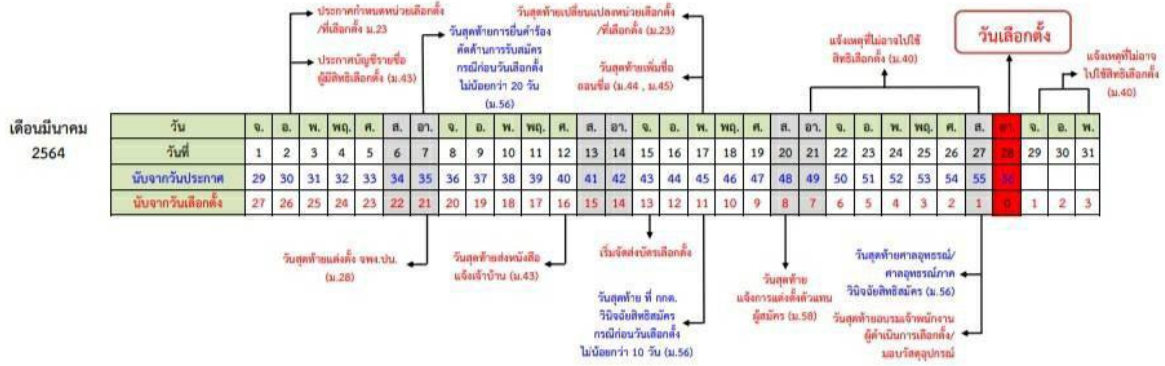 ประกาศกำหนดหน่วยเลือกตั้ง
/ที่เลือกตั้ง ม.23
ประกาศบัญชีรายชื่อ
ผู้มีสิทธิเลือกตั้ง (ม.43)
วันสุดท้ายการยื่นคำร้อง
คัดค้านการรับสมัคร
กรณีก่อนวันเลือกตั้ง
ไม่น้อยกว่า 20 วัน
(ม.56)
วันสุดท้ายเปลี่ยนแปลงหน่วยเลือกตั้ง
/ที่เลือกตั้ง (ม.23)
วันสุดท้ายเพิ่มชื่อ
ถอนชื่อ (ม.44 , ม.45)
แจ้งเหตุที่ไม่อาจไปใช้
สิทธิเลือกตั้ง (ม.40)
วันเลือกตั้ง
แจ้งเหตุที่ไม่อาจ
ไปใช้สิทธิเลือกตั้ง
(ม.40)
เดือนมีนาคม
2564
วัน จ. อ. พ. พฤ. ศ. ส. อา. จ. อ. พ. พฤ. ศ. ส. อา. จ. อ. พ. พฤ. ศ. ส. อา. จ. อ. พ. พฤ. ศ. ส. อา. จ. อ. พ.
วันที่ 1 2 3 4 5 6 7 8 9 10 11 12 13 14 15 16 17 18 19 20 21 22 23 24 25 26 27 28 29 30 31
นับจากวันประกาศ 29 30 31 32 33 34 35 36 37 38 39 40 41 42 43 44 45 46 47 48 49 50 51 52 53 54 55 56
นับจากวันเลือกตั้ง 27 26 25 24 23 22 21 20 19 18 17 16 15 14 13 12 11 10 9 8 7 6 5 4 3 2 1 0 1 2 3
วันสุดท้ายแต่งตั้ง จพง.ปน.
(ม.28)
วันสุดท้ายส่งหนังสือ
แจ้งเจ้าบ้าน (ม.43)
เริ่มจัดส่งบัตรเลือกตั้ง
วันสุดท้าย ที่ กกต.
วินิจฉัยสิทธิสมัคร
กรณีก่อนวันเลือกตั้ง
ไม่น้อยกว่า 10 วัน (ม.56)
วันสุดท้าย
แจ้งการแต่งตั้งตัวแทน
ผู้สมัคร (ม.58)
วันสุดท้ายศาลอุทธรณ์/
ศาลอุทธรณ์ภาค
วินิจฉัยสิทธิสมัคร (ม.56)
วันสุดท้ายอบรมเจ้าพนักงาน
ผู้ดำเนินการเลือกตั้ง/
มอบวัสดุอุปกรณ์